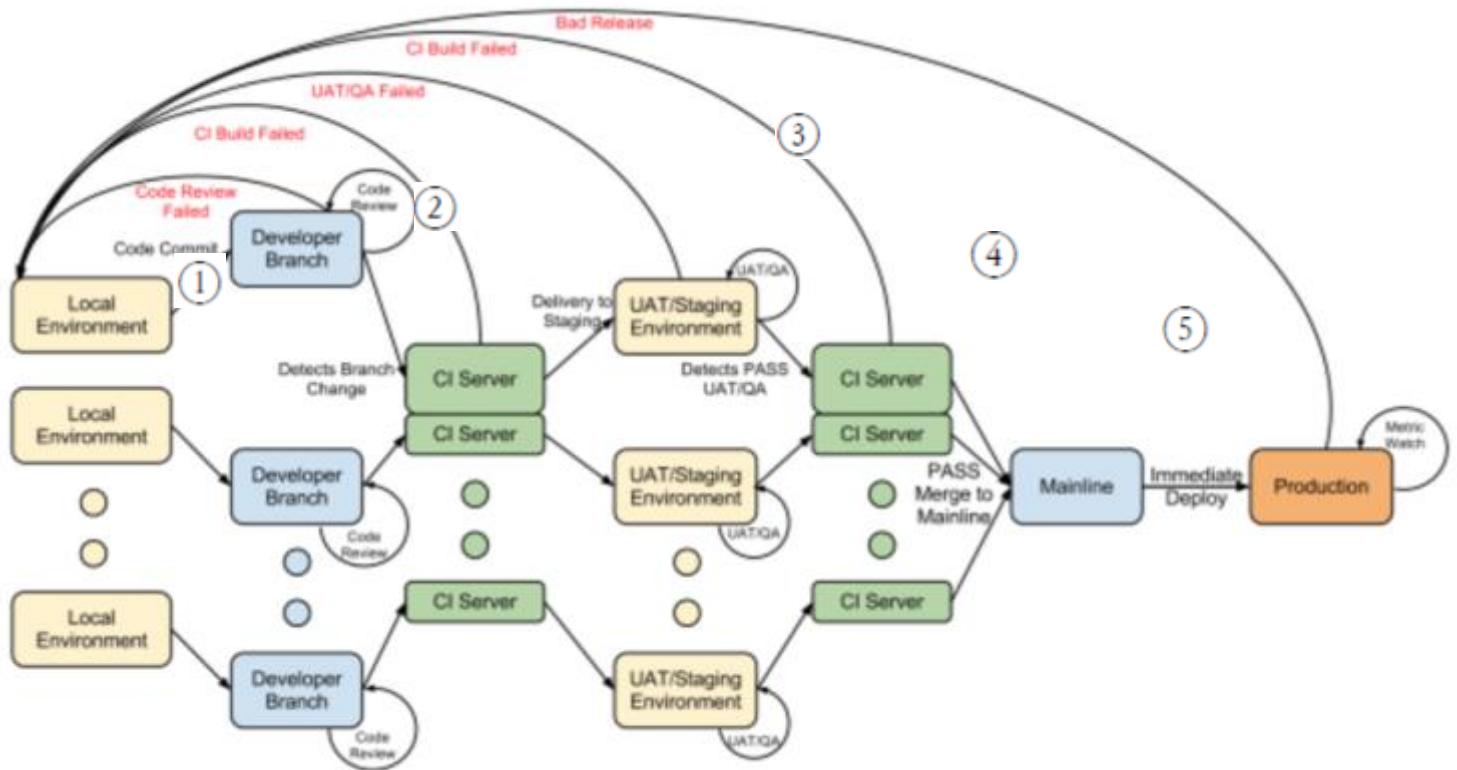 Bad Release
CI Build Failed
UAT/QA Failed
CI Build Failed
③
Code Review
Failed
Code
Review
②
Code Commit
Developer
Branch
④
①
Local
Environment
Delivery to
Staging
UAT/QA
UAT/Staging
Environment
⑤
Detects Branch
Change
CI Server
Detects PASS
UAT/QA
CI Server
Local
Environment
CI Server
CI Server
Metric
Watch
Developer
Branch
UAT/Staging
Environment
PASS
Merge to
Mainline
Mainline
Immediate
Deploy
Production
Code
Review
UAT/QA
Local
Environment
CI Server
CI Server
Developer
Branch
UAT/Staging
Environment
Code
Review
UAT/QA